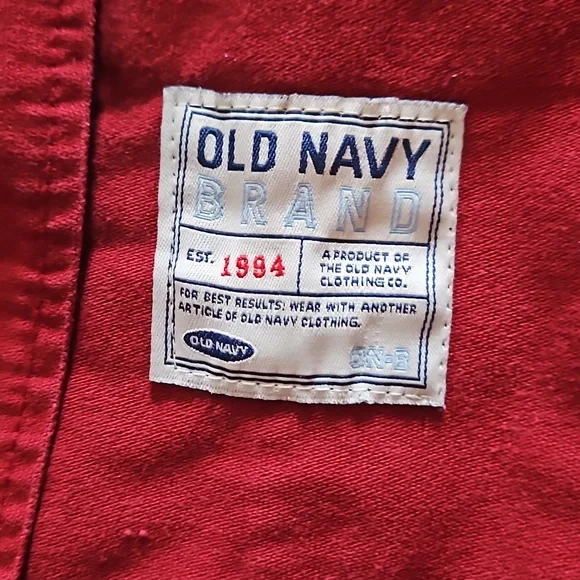 OLD NAVY
BRAND
EST. 1994
A PRODUCT OF
THE OLD NAVY
CLOTHING CO.
FOR BEST RESULTS: WEAR WITH ANOTHER
ARTICLE OF OLD NAVY CLOTHING.
OLD NAVY